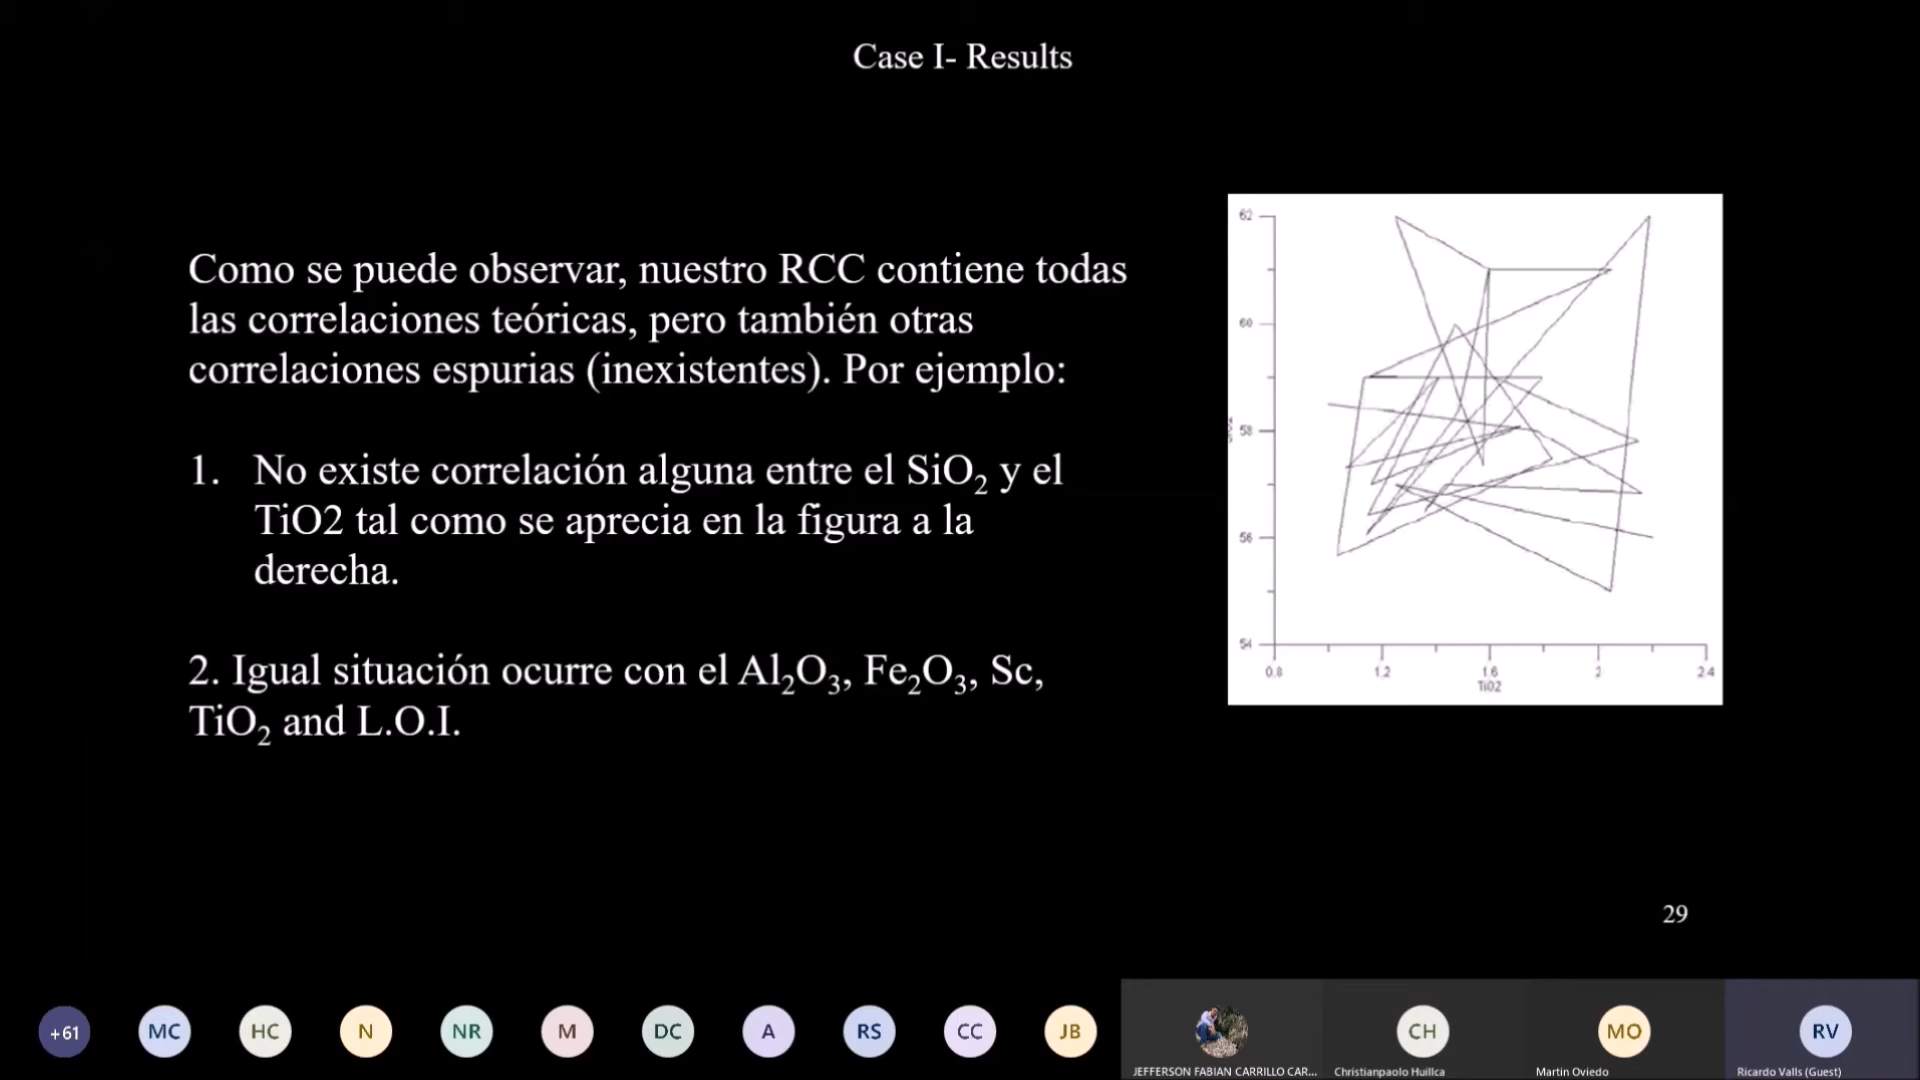 Case I- Results
Como se puede observar, nuestro RCC contiene todas
las correlaciones teóricas, pero también otras
correlaciones espurias (inexistentes). Por ejemplo:
1. No existe correlación alguna entre el SiO₂ y el
TiO2 tal como se aprecia en la figura a la
derecha.
2. Igual situación ocurre con el Al₂O₃, Fe₂O₃, Sc,
TiO₂ and L.O.I.
62
60
58
56
54
0.8 1.2 1.6 2 2.4
TiO2
29
+61 MC HC N NR M DC A RS CC JB CH MO RV
JEFFERSON FABIAN CARRILLO CAR... Christianpaolo Huillca Martin Oviedo Ricardo Valls (Guest)